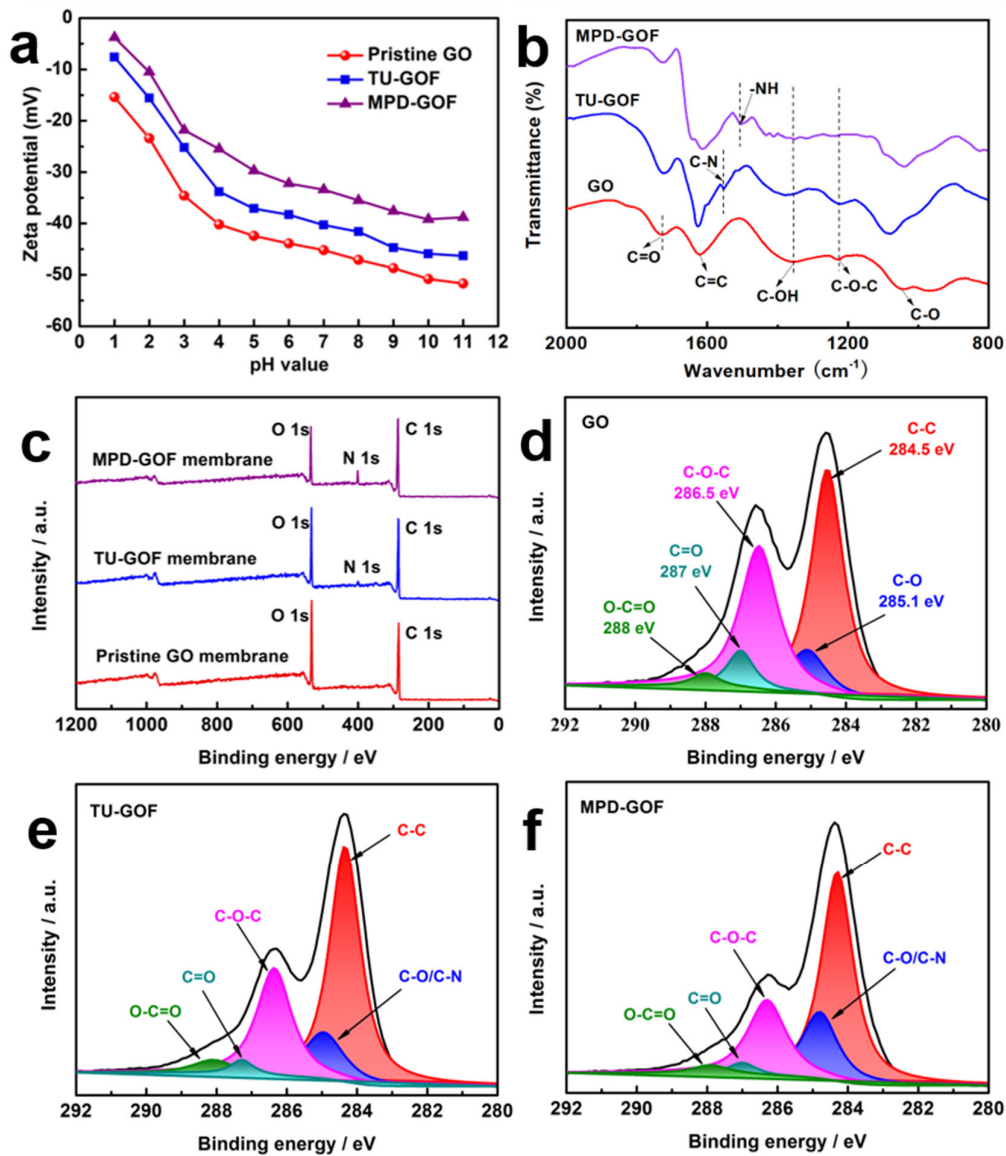 a
0
-10
-20
-30
-40
-50
-60
Zeta potential (mV)
Pristine GO
TU-GOF
MPD-GOF
0 1 2 3 4 5 6 7 8 9 10 11 12
pH value
b
MPD-GOF
-NH
TU-GOF
C-N
GO
C=O
C=C
C-OH
C-O-C
C-O
Transmittance (%)
2000 1600 1200 800
Wavenumber (cm-1)
c
O 1s
C 1s
N 1s
MPD-GOF membrane
O 1s
C 1s
N 1s
TU-GOF membrane
O 1s
C 1s
Pristine GO membrane
Intensity / a.u.
1200 1000 800 600 400 200 0
Binding energy / eV
d
GO
C-C
284.5 eV
C-O-C
286.5 eV
C=O
287 eV
C-O
285.1 eV
O-C=O
288 eV
Intensity / a.u.
292 290 288 286 284 282 280
Binding energy / eV
e
TU-GOF
C-C
C-O-C
C=O
C-O/C-N
O-C=O
Intensity / a.u.
292 290 288 286 284 282 280
Binding energy / eV
f
MPD-GOF
C-C
C-O-C
C-O/C-N
C=O
O-C=O
Intensity / a.u.
292 290 288 286 284 282 280
Binding energy / eV